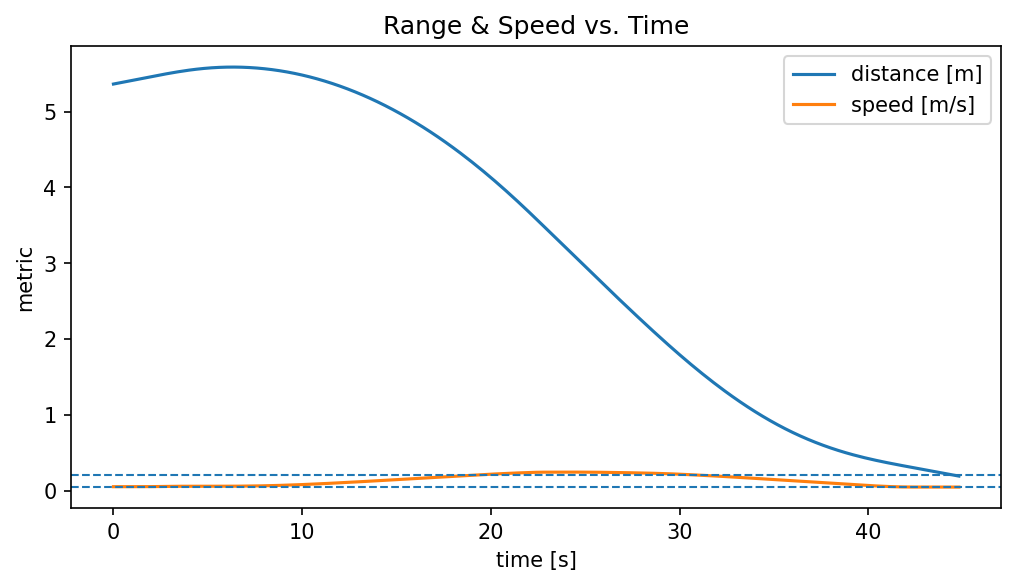 Range & Speed vs. Time
distance [m]
speed [m/s]
metric
5
4
3
2
1
0
0 10 20 30 40
time [s]